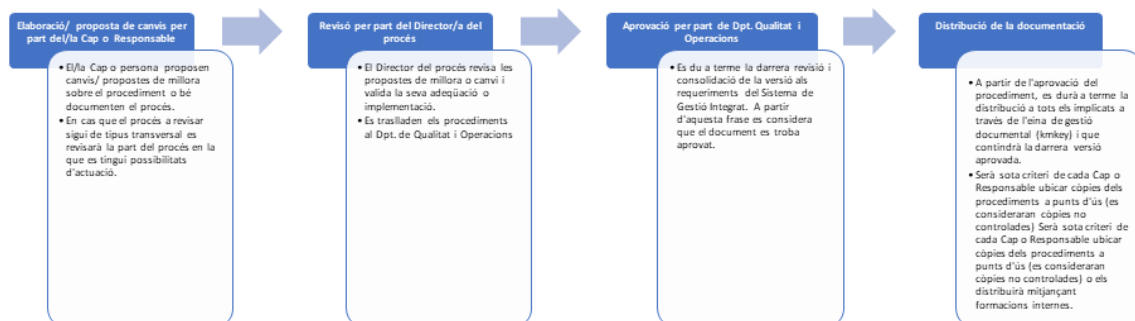 Elaboració/ proposta de canvis per
part del/la Cap o Responsable
• El/la Cap o persona proposen
canvis/ propostes de millora
sobre el procediment o bé
documenten el procés.
• En cas que el procés a revisar
sigui de tipus transversal es
revisarà la part del procés en la
que es tingui possibilitats
d'actuació.
Revisó per part del Director/a del
procés
• El Director del procés revisa les
propostes de millora o canvi i
valida la seva adeqüació o
implementació.
• Es traslladen els procediments
al Dpt. de Qualitat i Operacions
Aprovació per part de Dpt. Qualitat i
Operacions
• Es du a terme la darrera revisió i
consolidació de la versió als
requeriments del Sistema de
Gestió Integrat. A partir
d'aquesta frase es considera
que el document es troba
aprovat.
Distribució de la documentació
• A partir de l'aprovació del
procediment, es durà a terme la
distribució a tots els implicats a
través de l'eina de gestió
documental (kmkey) i que
contindrà la darrera versió
aprovada.
• Serà sota criteri de cada Cap o
Responsable ubicar còpies dels
procediments a punts d'ús (es
consideraran còpies no
controlades) Serà sota criteri de
cada Cap o Responsable ubicar
còpies dels procediments a
punts d'ús (es consideraran
còpies no controlades) o els
distribuirà mitjançant
formacions internes.